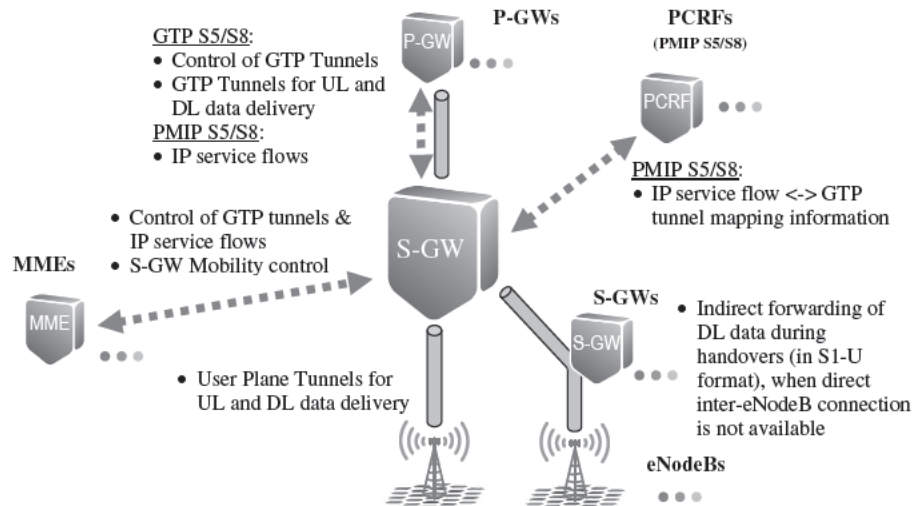 P-GWs
P-GW
GTP S5/S8:
• Control of GTP Tunnels
• GTP Tunnels for UL and
DL data delivery
PMIP S5/S8:
• IP service flows
PCRFs
(PMIP S5/S8)
PCRF
PMIP S5/S8:
• IP service flow <-> GTP
tunnel mapping information
• Control of GTP tunnels &
IP service flows
• S-GW Mobility control
S-GW
MMEs
MME
S-GWs
S-GW
• Indirect forwarding of
DL data during
handovers (in S1-U
format), when direct
inter-eNodeB connection
is not available
• User Plane Tunnels for
UL and DL data delivery
eNodeBs